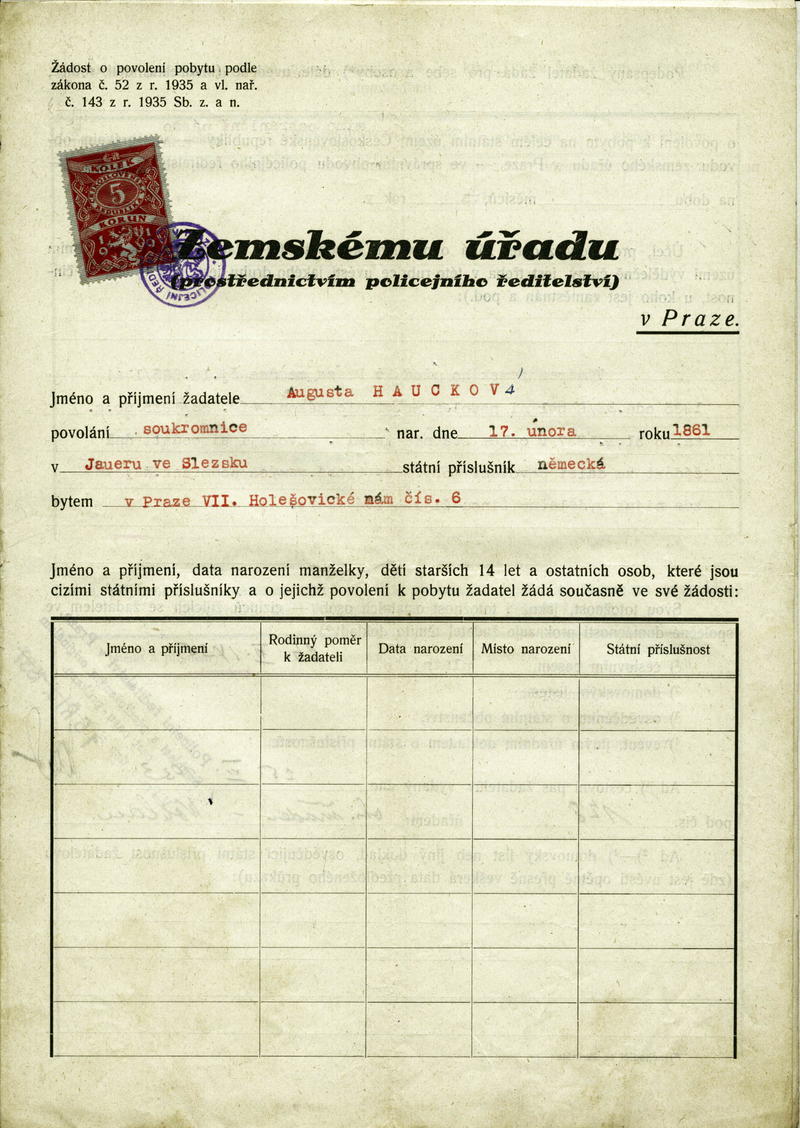 Žádost o povolení pobytu podle
zákona č. 52 z r. 1935 a vl. nař.
č. 143 z r. 1935 Sb. z. a n.
KOLEK
5
KORUN
Zemskému úřadu
(prostřednictvím policejního ředitelství)
v Praze.
Jméno a příjmení žadatele Augusta HAUCKOVÁ
povolání soukromnice nar. dne 17. února roku 1861
v Jaueru ve Slezsku státní příslušník německá
bytem v Praze VII. Holešovické nám čís. 6
Jméno a příjmení, data narození manželky, dětí starších 14 let a ostatních osob, které jsou
cizími státními příslušníky a o jejichž povolení k pobytu žadatel žádá současně ve své žádosti:
Jméno a příjmení Rodinný poměr k žadateli Data narození Místo narození Státní příslušnost